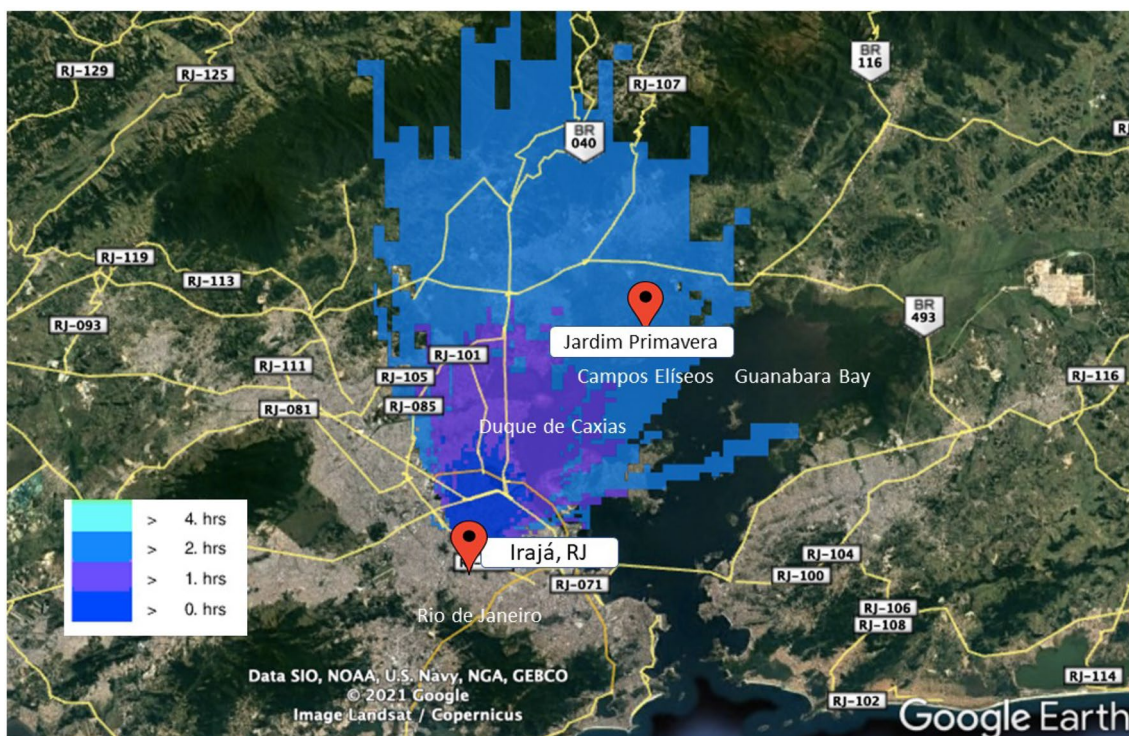 BR
116
RJ-129
RJ-125
RJ-107
BR
040
RJ-119
RJ-113
RJ-093
BR
493
Jardim Primavera
RJ-101
RJ-111
RJ-105
Campos Elíseos
Guanabara Bay
RJ-116
RJ-081
RJ-085
Duque de Caxias
> 4. hrs
> 2. hrs
> 1. hrs
> 0. hrs
Irajá, RJ
RJ-104
RJ-100
RJ-071
RJ-106
RJ-108
Rio de Janeiro
RJ-114
RJ-102
Data SIO, NOAA, U.S. Navy, NGA, GEBCO
© 2021 Google
Image Landsat / Copernicus
Google Earth